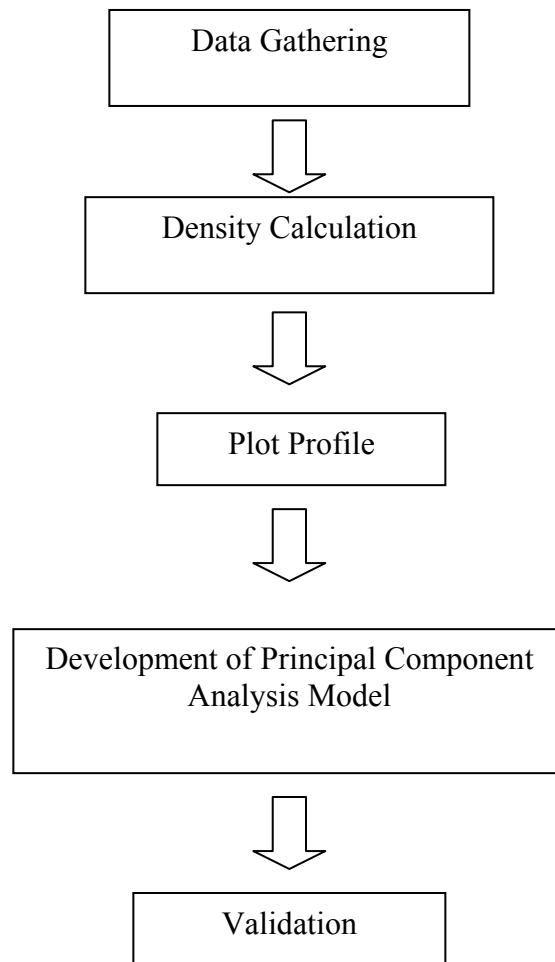 Data Gathering
Density Calculation
Plot Profile
Development of Principal Component
Analysis Model
Validation